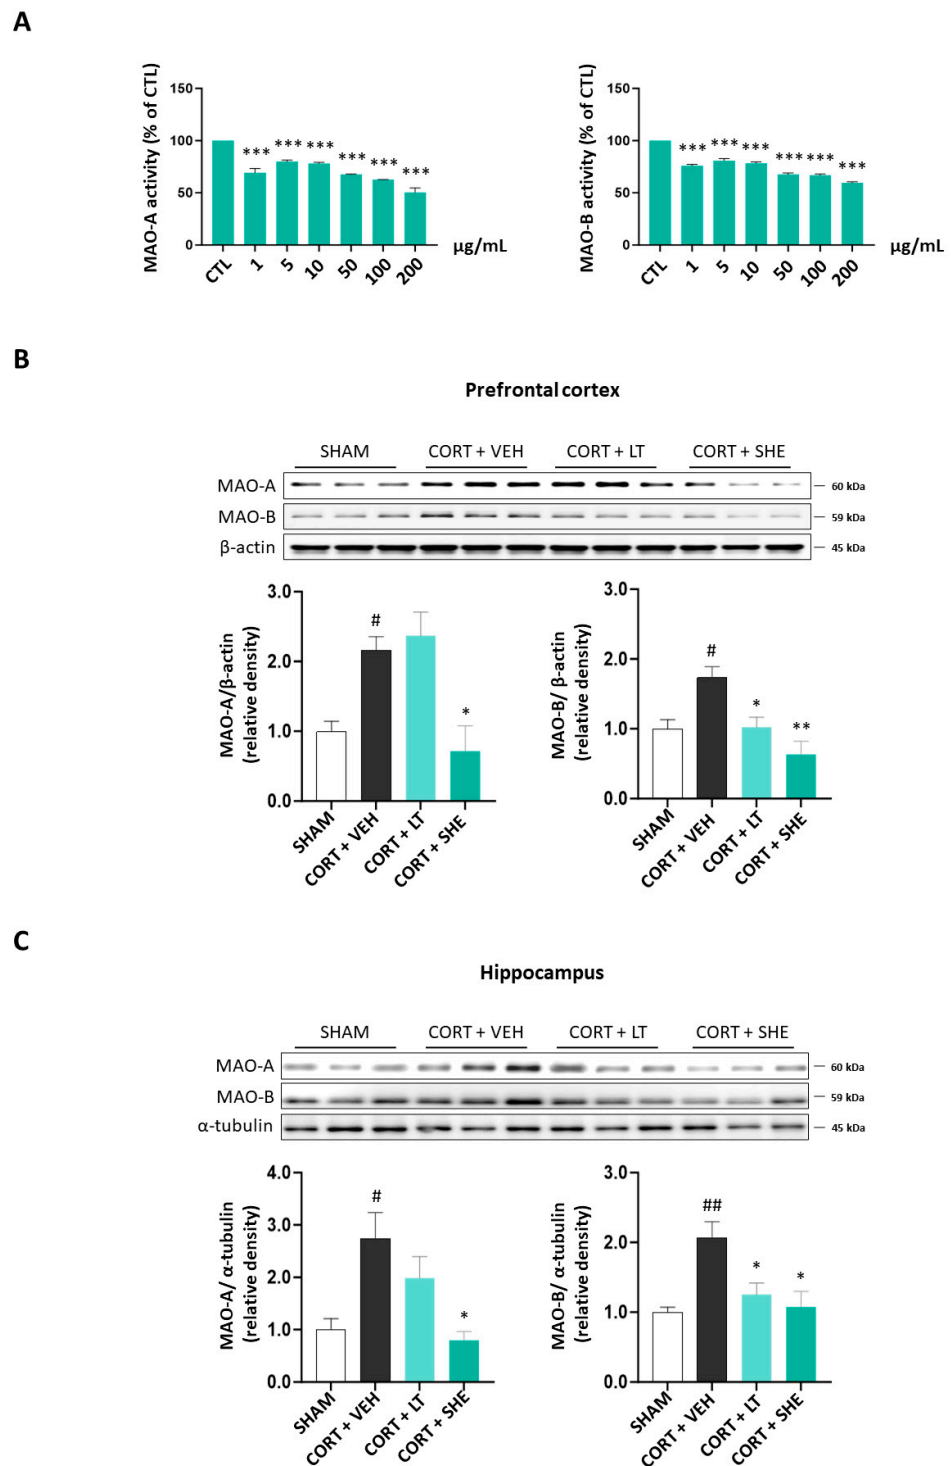 A
MAO-A activity (% of CTL)
150
100
50
0
*** *** *** *** *** ***
CTL 1 5 10 50 100 200
µg/mL
MAO-B activity (% of CTL)
150
100
50
0
*** *** *** *** *** ***
CTL 1 5 10 50 100 200
µg/mL
B
Prefrontal cortex
SHAM CORT + VEH CORT + LT CORT + SHE
MAO-A 60 kDa
MAO-B 59 kDa
β-actin 45 kDa
MAO-A/β-actin
(relative density)
3.0
2.0
1.0
0.0
# *
SHAM CORT + VEH CORT + LT CORT + SHE
MAO-B/ β-actin
(relative density)
3.0
2.0
1.0
0.0
# * **
SHAM CORT + VEH CORT + LT CORT + SHE
C
Hippocampus
SHAM CORT + VEH CORT + LT CORT + SHE
MAO-A 60 kDa
MAO-B 59 kDa
α-tubulin 45 kDa
MAO-A/ α-tubulin
(relative density)
4.0
3.0
2.0
1.0
0.0
# *
SHAM CORT + VEH CORT + LT CORT + SHE
MAO-B/ α-tubulin
(relative density)
3.0
2.0
1.0
0.0
## * *
SHAM CORT + VEH CORT + LT CORT + SHE